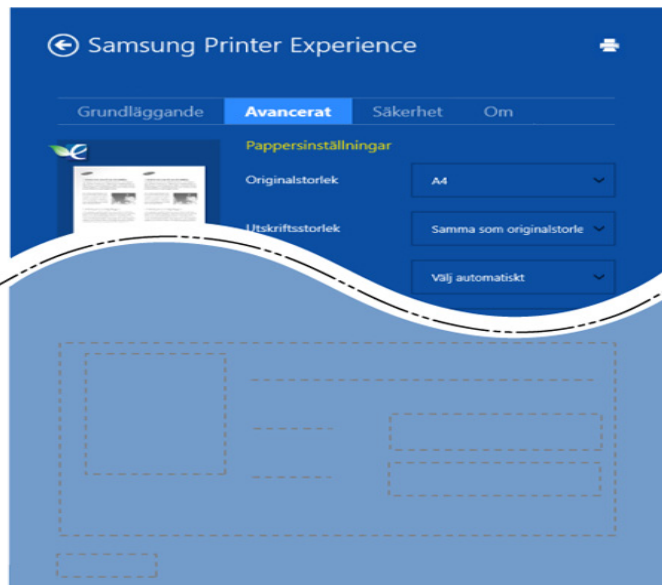 Samsung Printer Experience
Grundläggande Avancerat Säkerhet Om
Pappersinställningar
Originalstorlek A4
Utskriftsstorlek Samma som originalstorle
Välj automatiskt